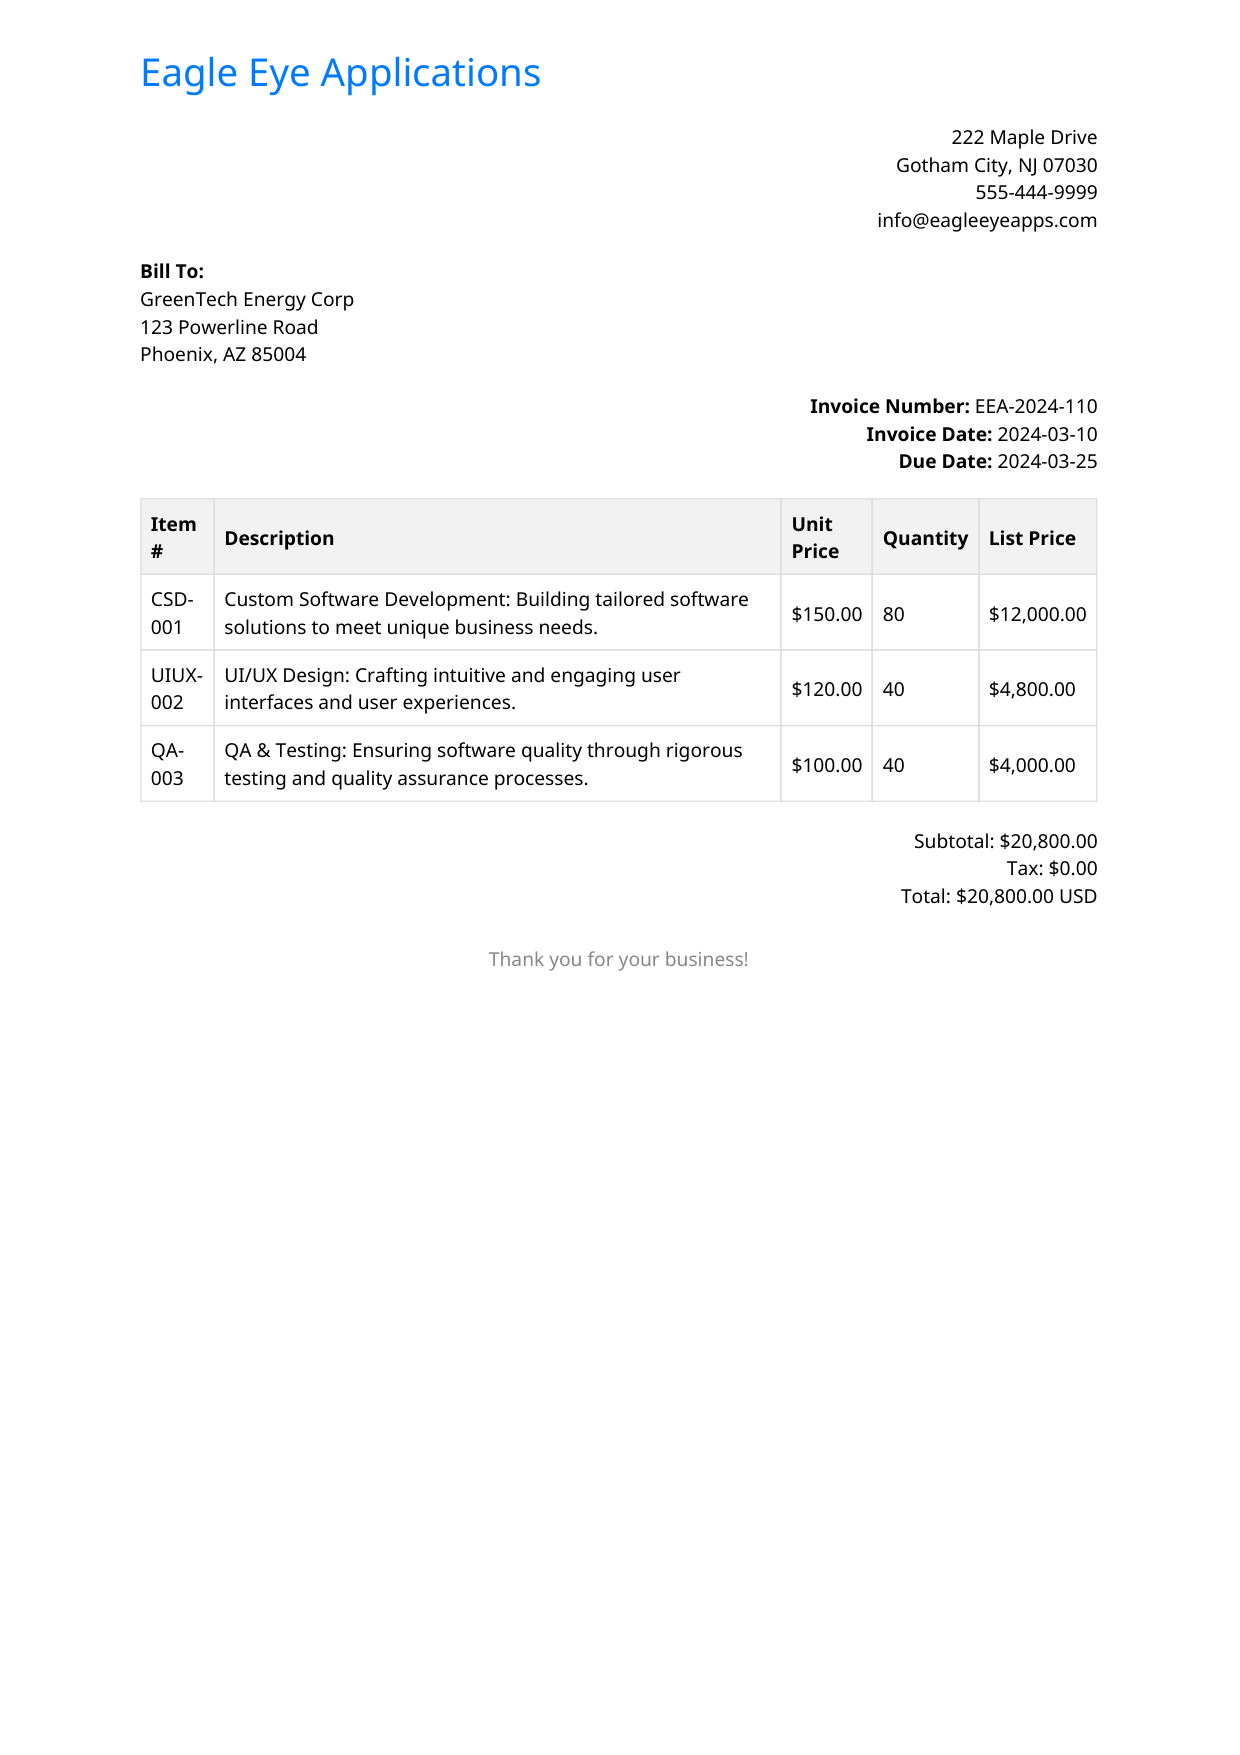 Eagle Eye Applications
222 Maple Drive
Gotham City, NJ 07030
555-444-9999
info@eagleeyeapps.com
Bill To:
GreenTech Energy Corp
123 Powerline Road
Phoenix, AZ 85004
Invoice Number: EEA-2024-110
Invoice Date: 2024-03-10
Due Date: 2024-03-25
Item
#
Description
Unit
Price
Quantity
List Price
CSD-
001
Custom Software Development: Building tailored software
solutions to meet unique business needs.
$150.00
80
$12,000.00
UIUX-
002
UI/UX Design: Crafting intuitive and engaging user
interfaces and user experiences.
$120.00
40
$4,800.00
QA-
003
QA & Testing: Ensuring software quality through rigorous
testing and quality assurance processes.
$100.00
40
$4,000.00
Subtotal: $20,800.00
Tax: $0.00
Total: $20,800.00 USD
Thank you for your business!